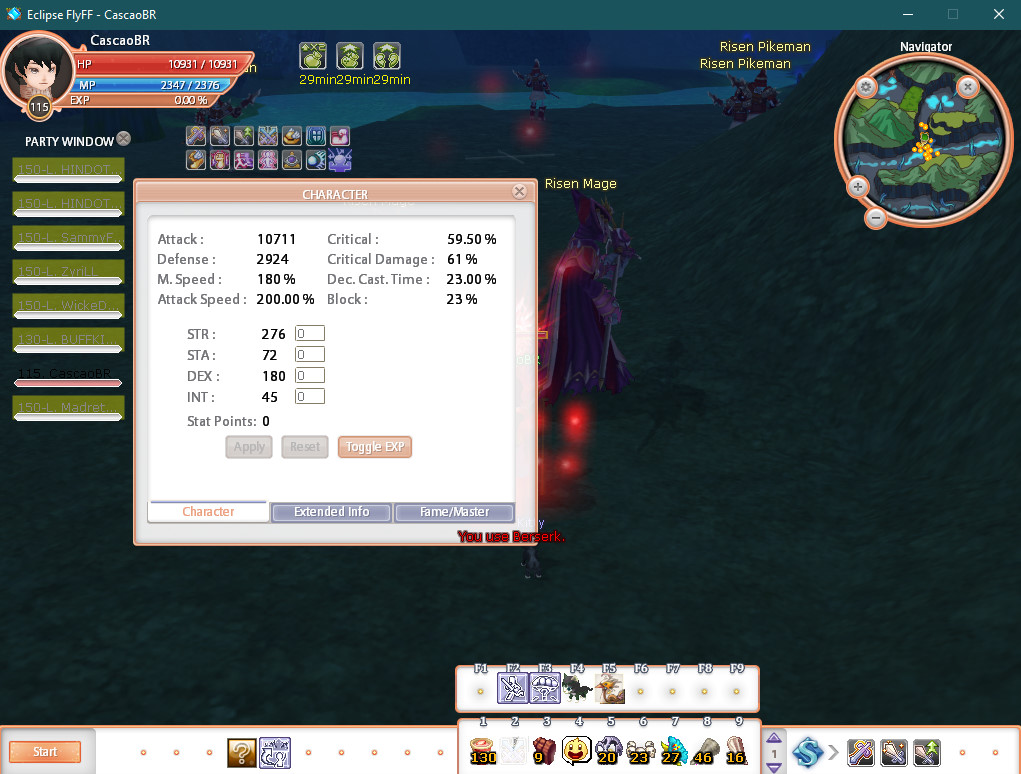 Eclipse FlyFF - CascaoBR
CascaoBR
HP 10931 / 10931
MP 2347 / 2376
EXP 0.00 %
115
29min 29min 29min
Risen Pikeman
Risen Pikeman
Navigator
PARTY WINDOW
150-L. HINDOT...
150-L. HINDOT...
150-L. SammyF...
150-L. ZyriLL
150-L. WickeD...
130-L. BUFFKI...
115. CascaoBR
150-L. Madret...
CHARACTER
Risen Mage
Risen Mage
Attack : 10711 Critical : 59.50 %
Defense : 2924 Critical Damage : 61 %
M. Speed : 180 % Dec. Cast. Time : 23.00 %
Attack Speed : 200.00 % Block : 23 %
STR : 276 0
STA : 72 0
DEX : 180 0
INT : 45 0
Stat Points: 0
Apply Reset Toggle EXP
Character Extended Info Fame/Master
You use Berserk.
F1 F2 F3 F4 F5 F6 F7 F8 F9
1 2 3 4 5 6 7 8 9
Start
130 9 20 23 27 46 16
1